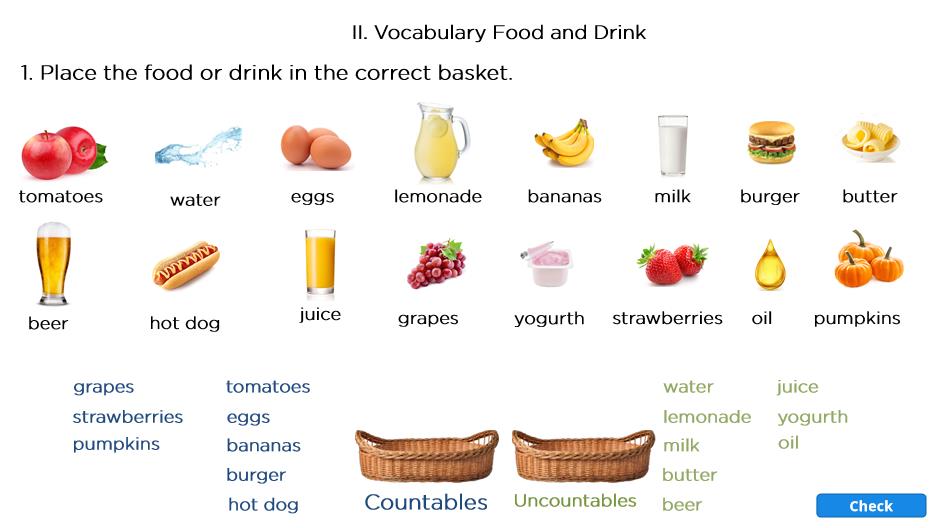 II. Vocabulary Food and Drink
1. Place the food or drink in the correct basket.
tomatoes water eggs lemonade bananas milk burger butter
beer hot dog juice grapes yogurth strawberries oil pumpkins
grapes tomatoes water juice
strawberries eggs lemonade yogurth
pumpkins bananas milk oil
burger butter
hot dog Countables Uncountables beer Check